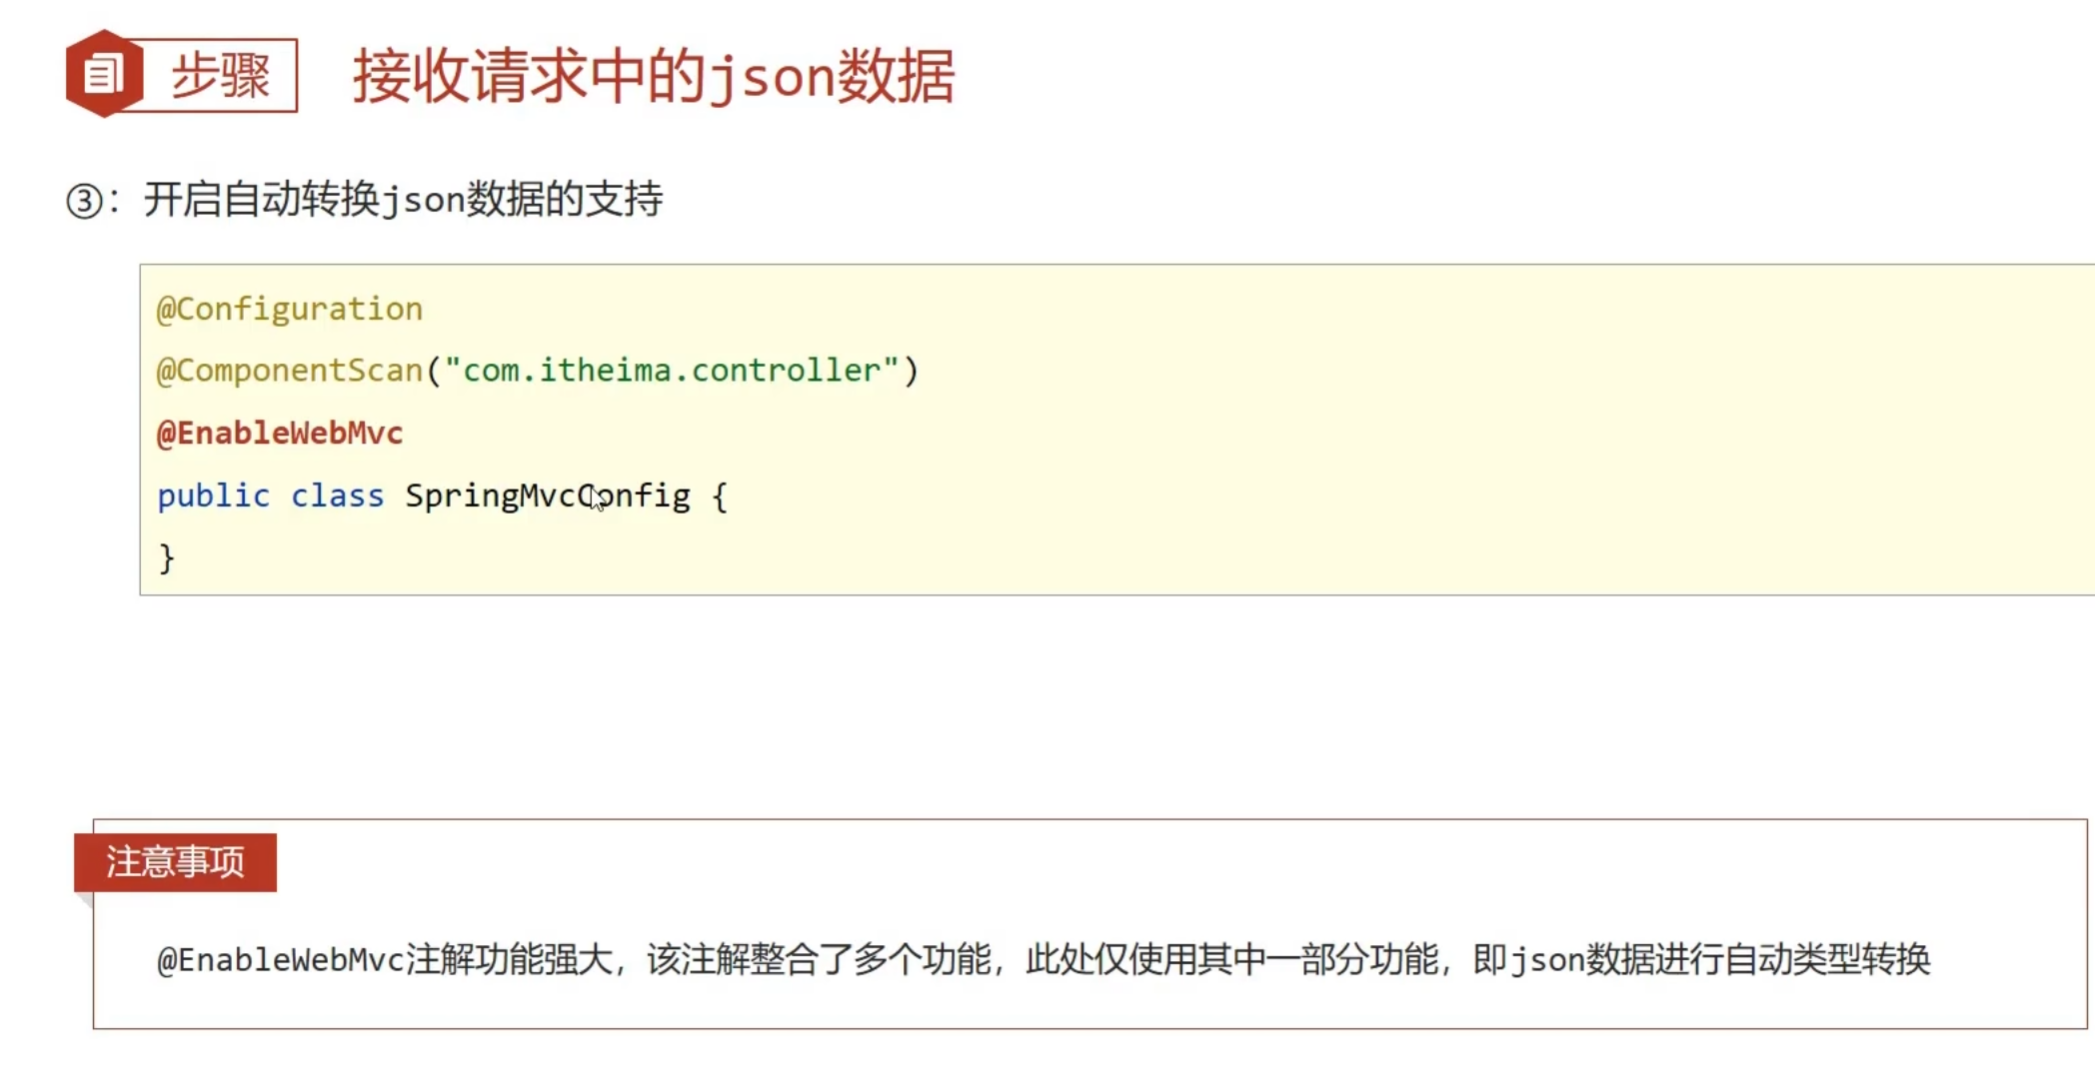 步骤 接收请求中的json数据
③：开启自动转换json数据的支持
@Configuration
@ComponentScan("com.itheima.controller")
@EnableWebMvc
public class SpringMvcConfig {
}
注意事项
@EnableWebMvc注解功能强大，该注解整合了多个功能，此处仅使用其中一部分功能，即json数据进行自动类型转换